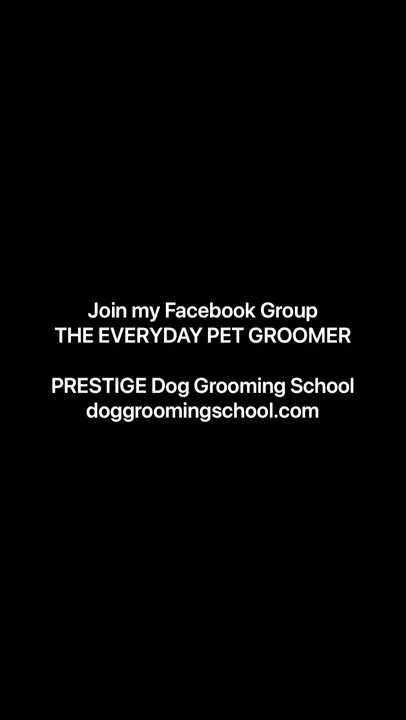 Join my Facebook Group
THE EVERYDAY PET GROOMER
PRESTIGE Dog Grooming School
doggroomingschool.com